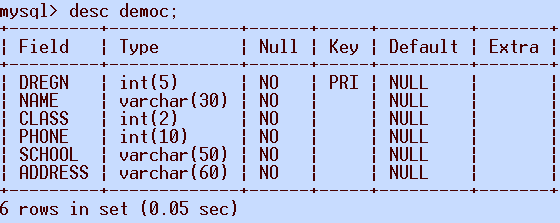 mysql> desc democ;
+---------+-------------+------+-----+---------+-------+
| Field | Type | Null | Key | Default | Extra |
+---------+-------------+------+-----+---------+-------+
| DREGN | int(5) | NO | PRI | NULL | |
| NAME | varchar(30) | NO | | NULL | |
| CLASS | int(2) | NO | | NULL | |
| PHONE | int(10) | NO | | NULL | |
| SCHOOL | varchar(50) | NO | | NULL | |
| ADDRESS | varchar(60) | NO | | NULL | |
+---------+-------------+------+-----+---------+-------+
6 rows in set (0.05 sec)